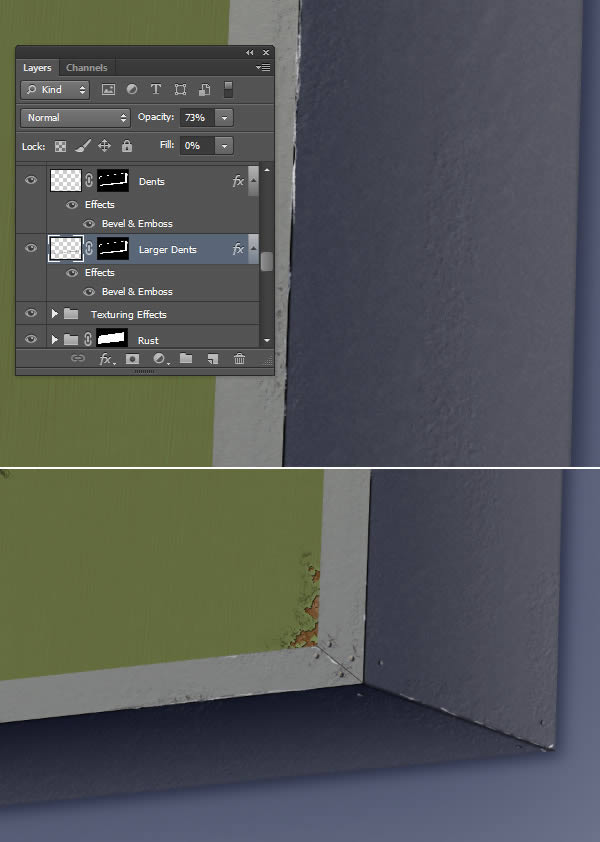 Layers Channels
Kind
Normal Opacity: 73%
Lock: Fill: 0%
Dents fx
Effects
Bevel & Emboss
Larger Dents fx
Effects
Bevel & Emboss
Texturing Effects
Rust
fx